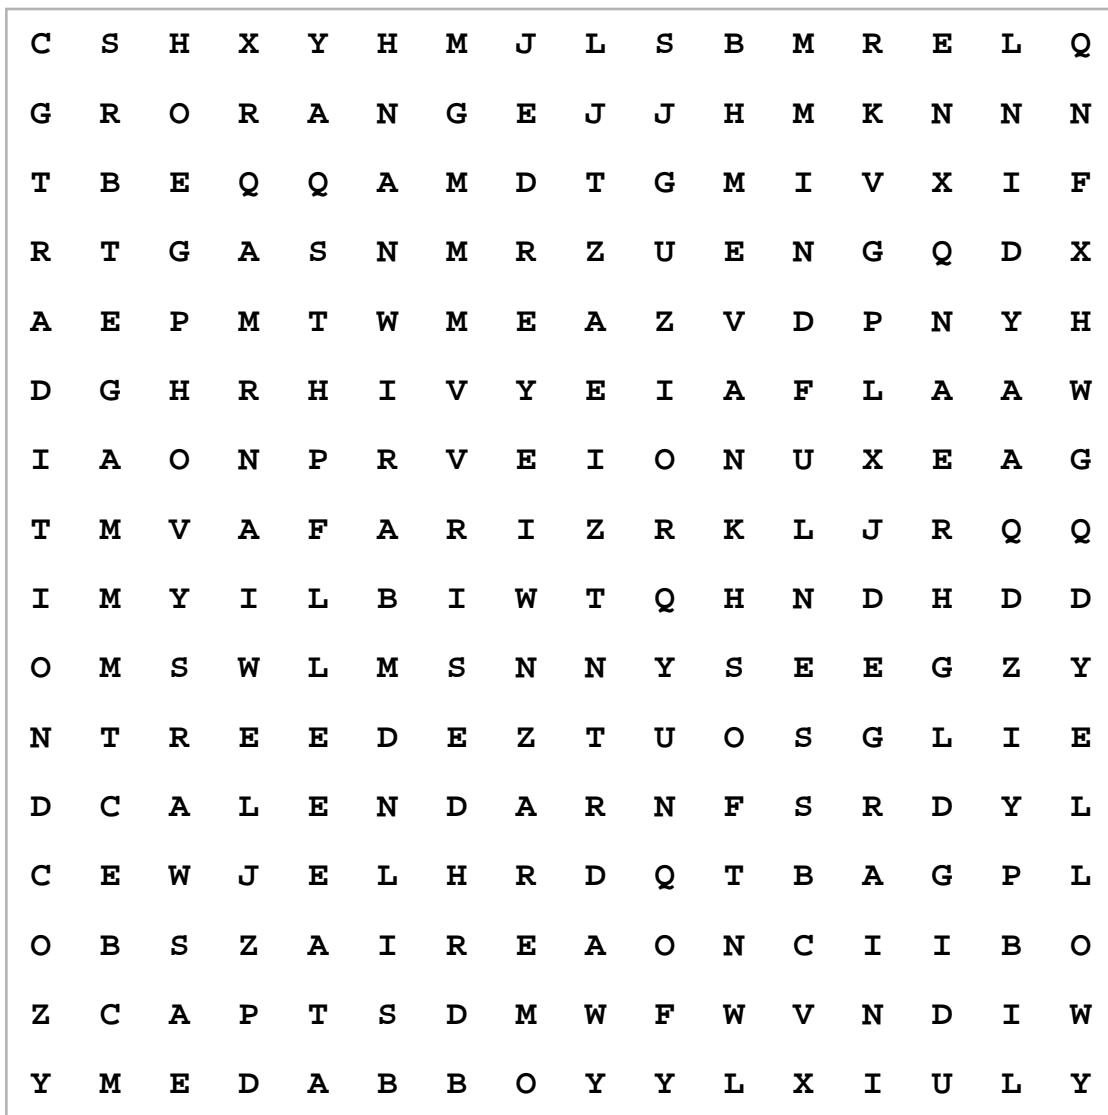 C S H X Y H M J L S B M R E L Q
G R O R A N G E J J H M K N N N
T B E Q Q A M D T G M I V X I F
R T G A S N M R Z U E N G Q D X
A E P M T W M E A Z V D P N Y H
D G H R H I V Y E I A F L A A W
I A O N P R V E I O N U X E A G
T M V A F A R I Z R K L J R Q Q
I M Y I L B I W T Q H N D H D D
O M S W L M S N N Y S E E G Z Y
N T R E E D E Z T U O S G L I E
D C A L E N D A R N F S R D Y L
C E W J E L H R D Q T B A G P L
O B S Z A I R E A O N C I I B O
Z C A P T S D M W F W V N D I W
Y M E D A B B O Y Y L X I U L Y